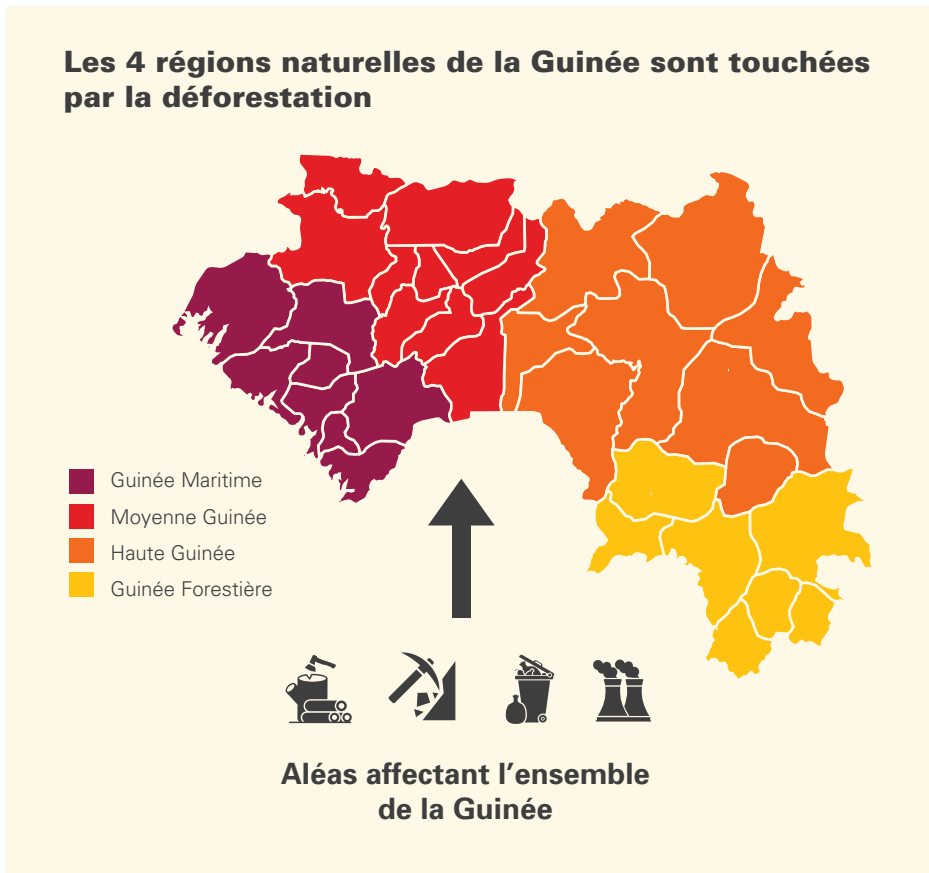 Les 4 régions naturelles de la Guinée sont touchées
par la déforestation
Guinée Maritime
Moyenne Guinée
Haute Guinée
Guinée Forestière
Aléas affectant l'ensemble
de la Guinée